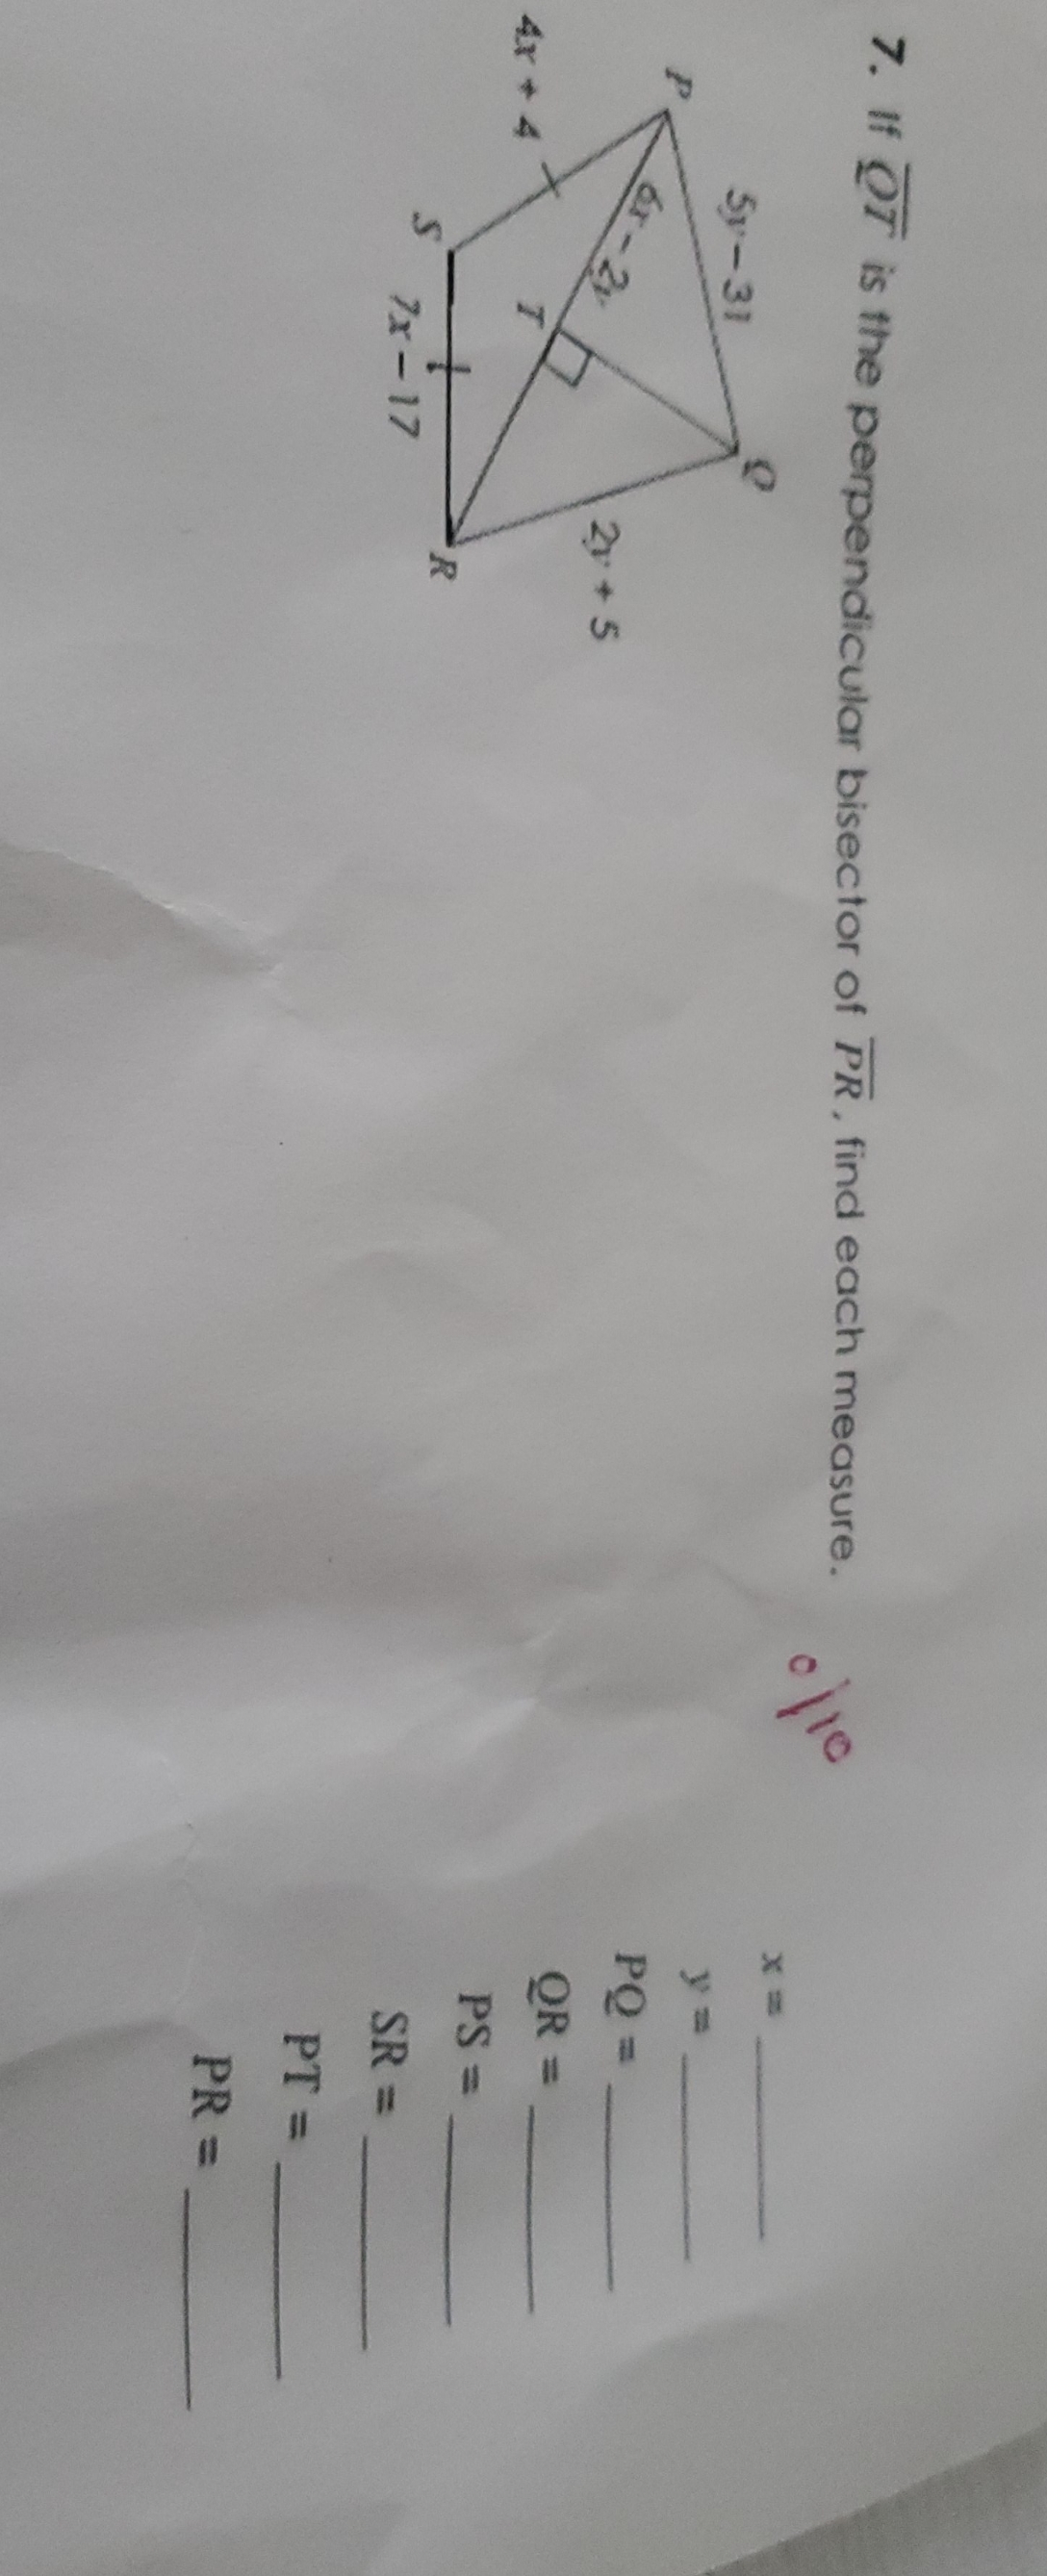 7. If QT is the perpendicular bisector of PR, find each measure.
0/10
5y – 31
Q
P
6x – 2y
2y + 5
4x + 4
T
S
R
7x – 17
x =
y =
PQ =
QR =
PS =
SR =
PT =
PR =